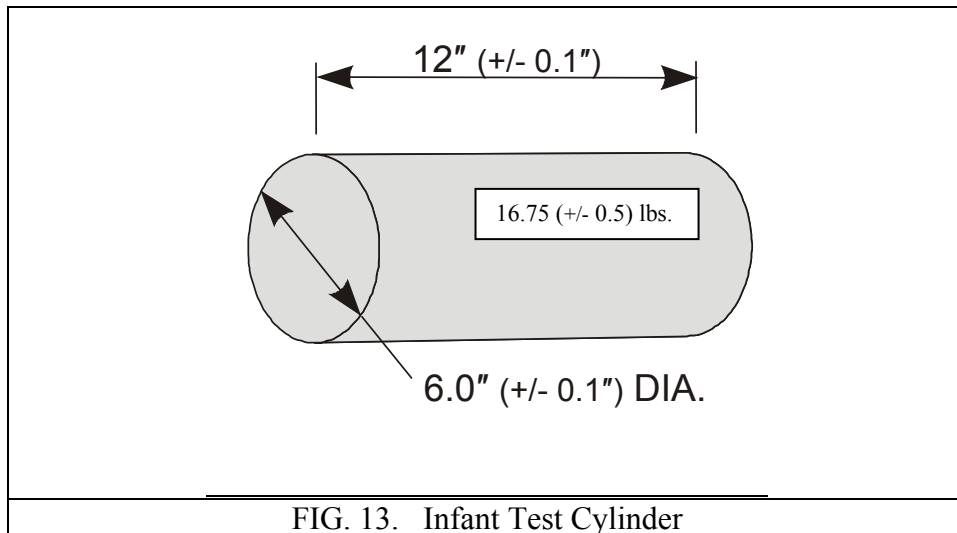 12″ (+/- 0.1″)
16.75 (+/- 0.5) lbs.
6.0″ (+/- 0.1″) DIA.
FIG. 13. Infant Test Cylinder